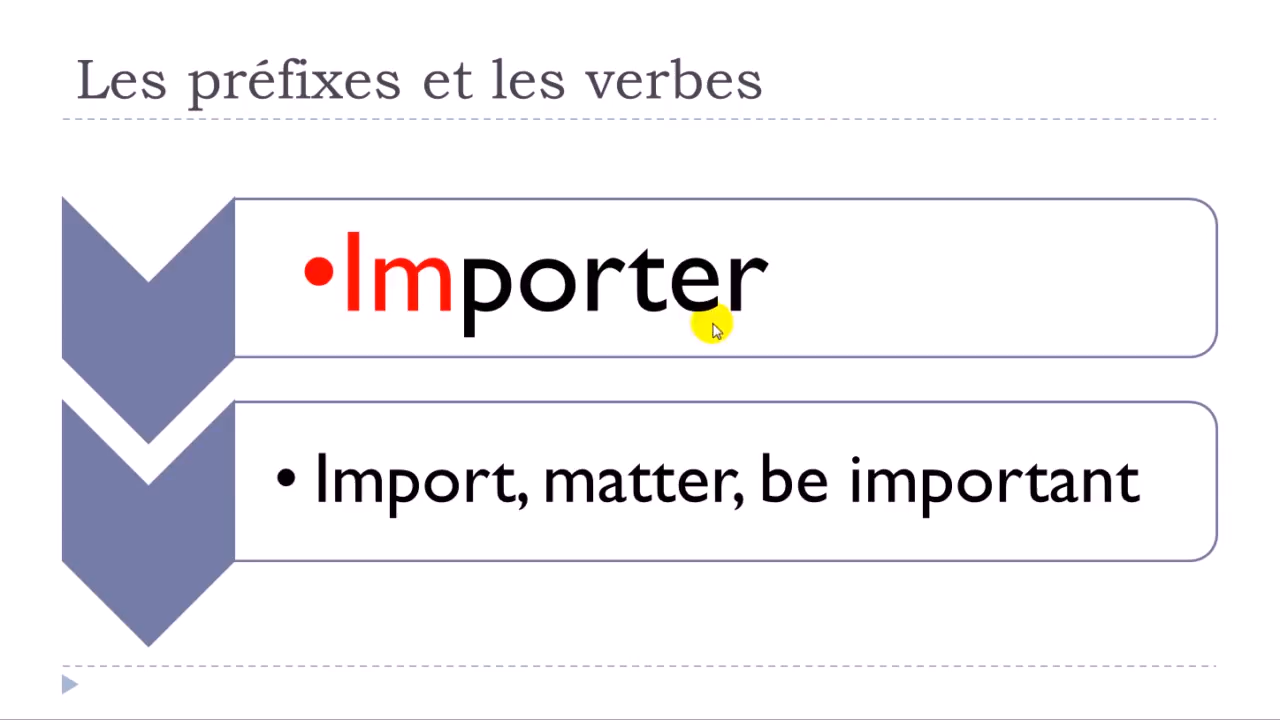 Les préfixes et les verbes
•Importer
• Import, matter, be important